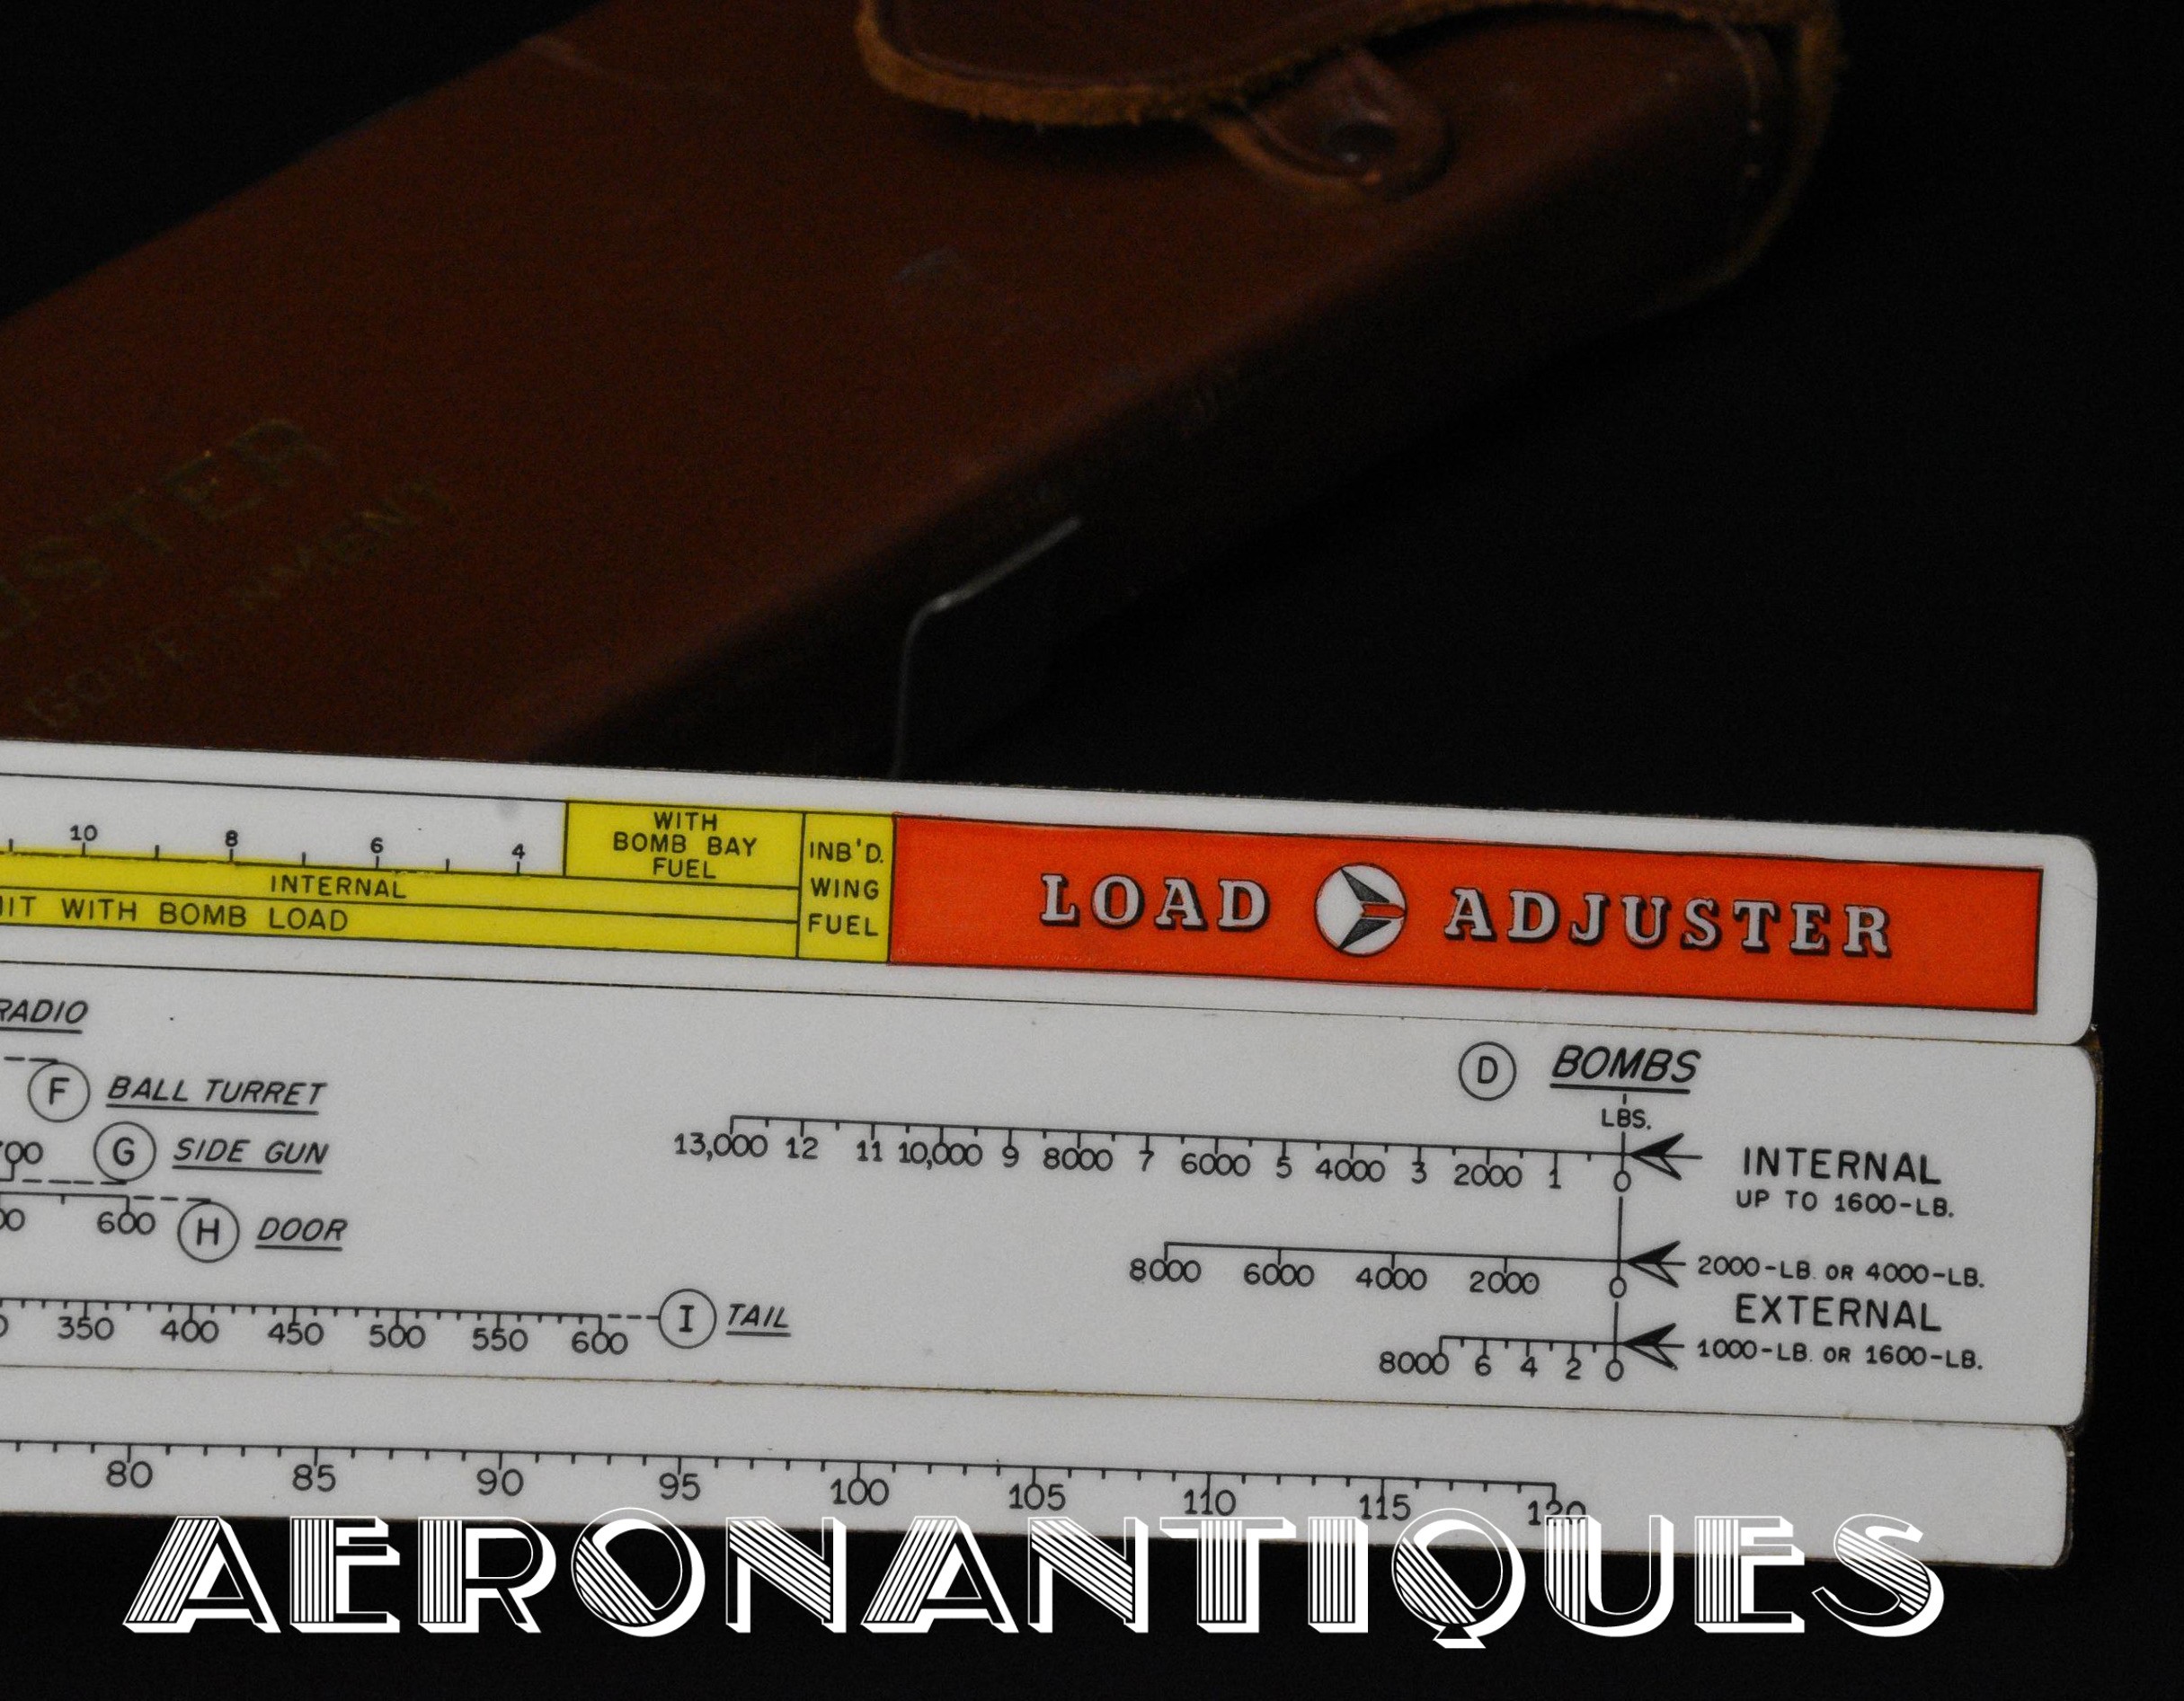 10 8 6 4
WITH
BOMB BAY
FUEL
INTERNAL
WITH BOMB LOAD
INB'D.
WING
FUEL
LOAD ADJUSTER
RADIO
F BALL TURRET
G SIDE GUN
600 H DOOR
350 400 450 500 550 600 I TAIL
D BOMBS
LBS.
13,000 12 11 10,000 9 8000 7 6000 5 4000 3 2000 1 0
INTERNAL
UP TO 1600-LB.
8000 6000 4000 2000 0
2000-LB. OR 4000-LB.
EXTERNAL
8000 6 4 2 0
1000-LB. OR 1600-LB.
80 85 90 95 100 105 110 115 120
AERONANTIQUES